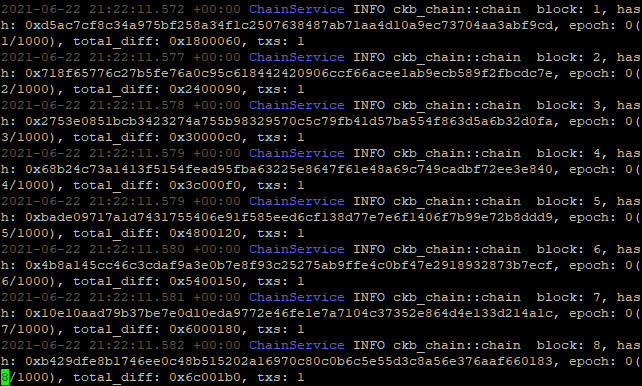 2021-06-22 21:22:11.572 +00:00 ChainService INFO ckb_chain::chain  block: 1, has
h: 0xd5ac7cf8c34a975bf258a34f1c2507638487ab71aa4d10a9ec73704aa3abf9cd, epoch: 0(
1/1000), total_diff: 0x1800060, txs: 1
2021-06-22 21:22:11.577 +00:00 ChainService INFO ckb_chain::chain  block: 2, has
h: 0x718f65776c27b5fe76a0c95c618442420906ccf66acee1ab9ecb589f2fbcdc7e, epoch: 0(
2/1000), total_diff: 0x2400090, txs: 1
2021-06-22 21:22:11.578 +00:00 ChainService INFO ckb_chain::chain  block: 3, has
h: 0x2753e0851bcb3423274a755b98329570c5c79fb41d57ba554f863d5a6b32d0fa, epoch: 0(
3/1000), total_diff: 0x30000c0, txs: 1
2021-06-22 21:22:11.579 +00:00 ChainService INFO ckb_chain::chain  block: 4, has
h: 0x68b24c73a1413f5154fead95fba63225e8647f61e48a69c749cadbf72ee3e840, epoch: 0(
4/1000), total_diff: 0x3c000f0, txs: 1
2021-06-22 21:22:11.579 +00:00 ChainService INFO ckb_chain::chain  block: 5, has
h: 0xbade09717a1d7431755406e91f585eed6cf138d77e7e6f1406f7b99e72b8ddd9, epoch: 0(
5/1000), total_diff: 0x4800120, txs: 1
2021-06-22 21:22:11.580 +00:00 ChainService INFO ckb_chain::chain  block: 6, has
h: 0x4b8a145cc46c3cdaf9a3e0b7e8f93c25275ab9ffe4c0bf47e2918932873b7ecf, epoch: 0(
6/1000), total_diff: 0x5400150, txs: 1
2021-06-22 21:22:11.581 +00:00 ChainService INFO ckb_chain::chain  block: 7, has
h: 0x10e10aad79b37be7e0d10eda9772e46fe1e7a7104c37352e864d4e133d214a1c, epoch: 0(
7/1000), total_diff: 0x6000180, txs: 1
2021-06-22 21:22:11.582 +00:00 ChainService INFO ckb_chain::chain  block: 8, has
h: 0xb429dfe8b1746ee0c48b515202a16970c80c0b6c5e55d3c8a56e376aaf660183, epoch: 0(
8/1000), total_diff: 0x6c001b0, txs: 1